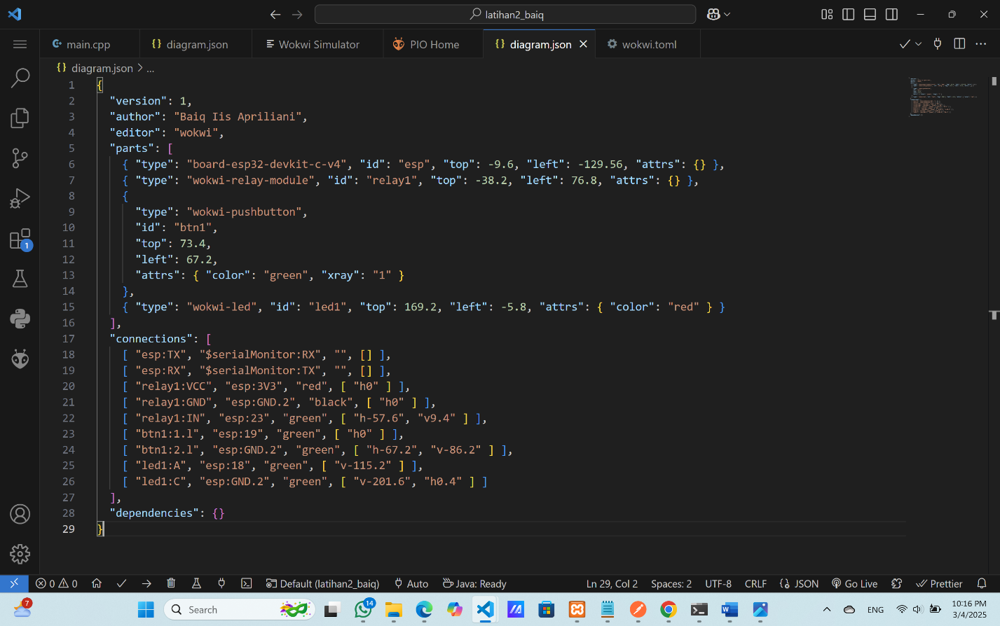 latihan2_baiq
main.cpp
diagram.json
Wokwi Simulator
PIO Home
diagram.json
wokwi.toml
diagram.json > ...
1 {
2 "version": 1,
3 "author": "Baiq Iis Apriliani",
4 "editor": "wokwi",
5 "parts": [
6 { "type": "board-esp32-devkit-c-v4", "id": "esp", "top": -9.6, "left": -129.56, "attrs": {} },
7 { "type": "wokwi-relay-module", "id": "relay1", "top": -38.2, "left": 76.8, "attrs": {} },
8 {
9 "type": "wokwi-pushbutton",
10 "id": "btn1",
11 "top": 73.4,
12 "left": 67.2,
13 "attrs": { "color": "green", "xray": "1" }
14 },
15 { "type": "wokwi-led", "id": "led1", "top": 169.2, "left": -5.8, "attrs": { "color": "red" } }
16 ],
17 "connections": [
18 [ "esp:TX", "$serialMonitor:RX", "", [] ],
19 [ "esp:RX", "$serialMonitor:TX", "", [] ],
20 [ "relay1:VCC", "esp:3V3", "red", [ "h0" ] ],
21 [ "relay1:GND", "esp:GND.2", "black", [ "h0" ] ],
22 [ "relay1:IN", "esp:23", "green", [ "h-57.6", "v9.4" ] ],
23 [ "btn1:1.l", "esp:19", "green", [ "h0" ] ],
24 [ "btn1:2.l", "esp:GND.2", "green", [ "h-67.2", "v-86.2" ] ],
25 [ "led1:A", "esp:18", "green", [ "v-115.2" ] ],
26 [ "led1:C", "esp:GND.2", "green", [ "v-201.6", "h0.4" ] ]
27 ],
28 "dependencies": {}
29 }
1
0 0 Default (latihan2_baiq) Auto Java: Ready Ln 29, Col 2 Spaces: 2 UTF-8 CRLF {} JSON Go Live Prettier
7
Search
14
ENG
10:16 PM
3/4/2025